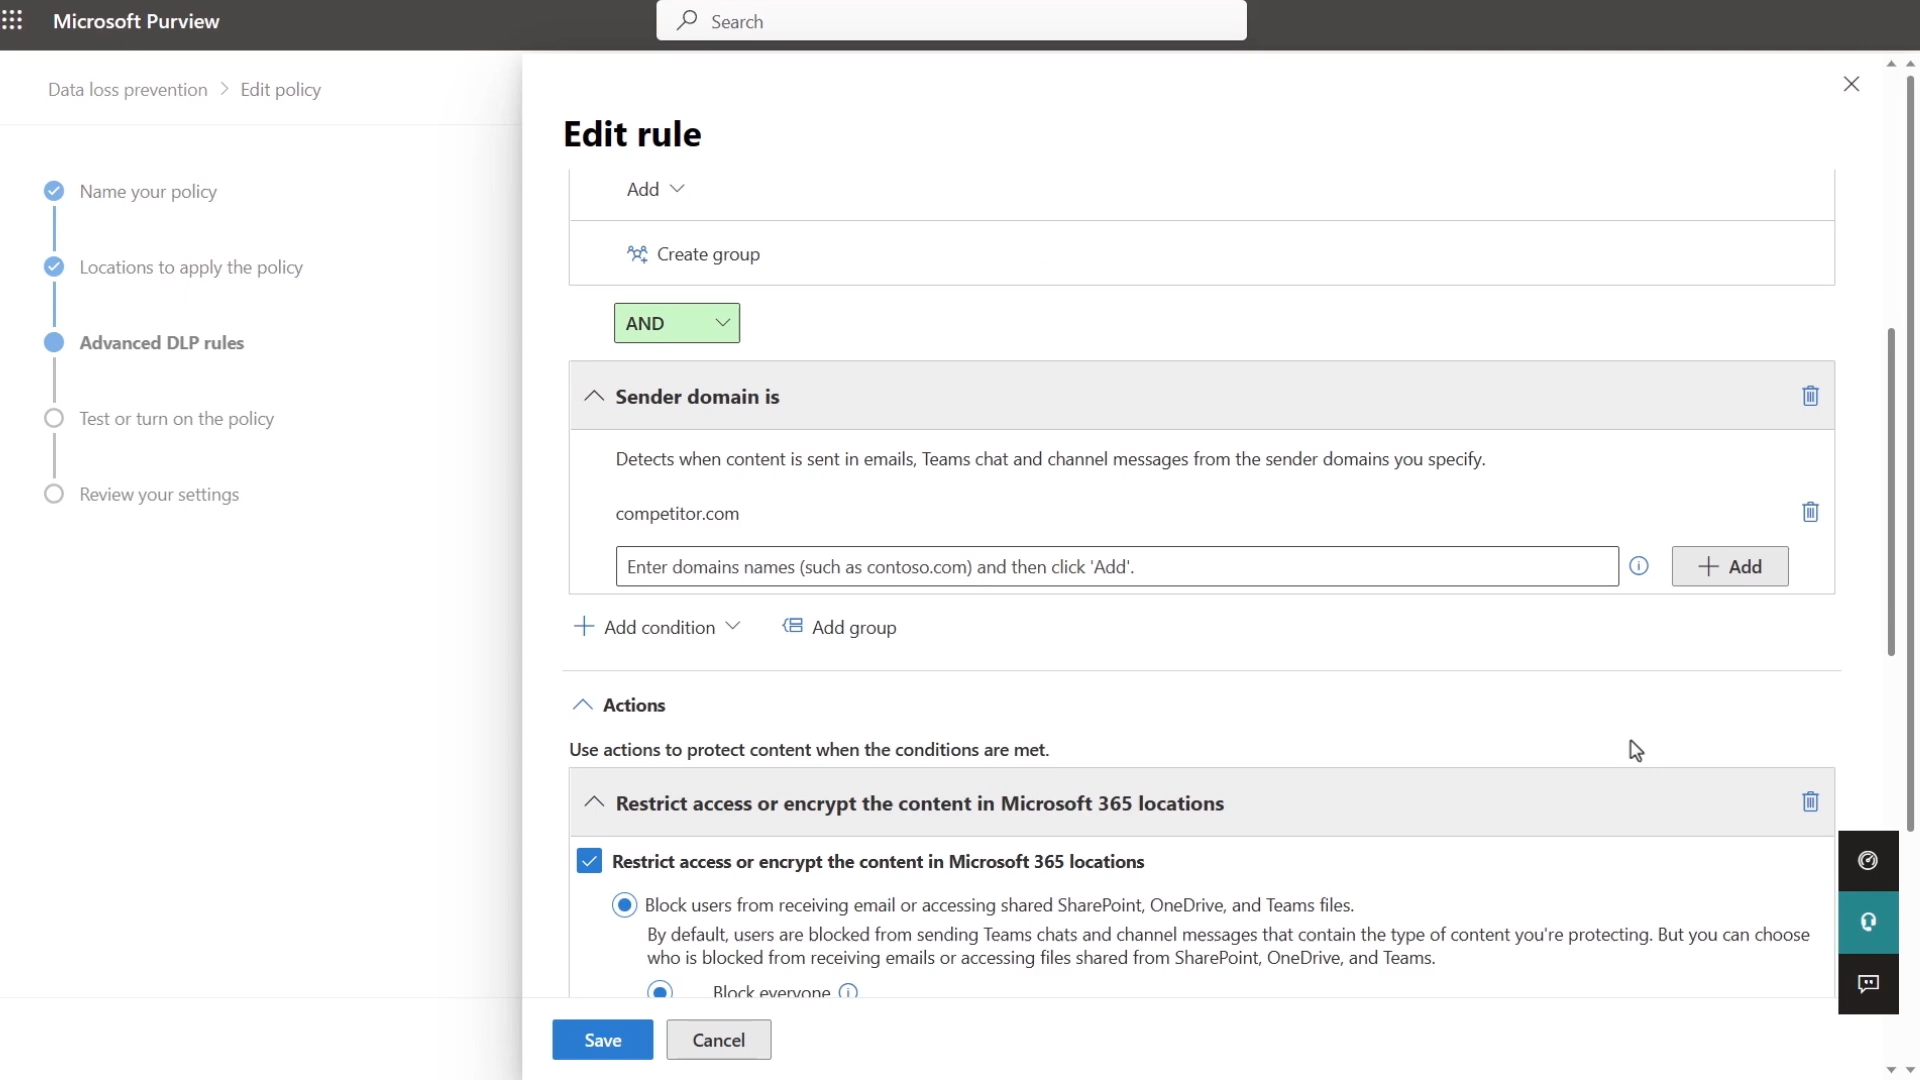 Microsoft Purview
Search
Data loss prevention > Edit policy
Name your policy
Locations to apply the policy
Advanced DLP rules
Test or turn on the policy
Review your settings
Edit rule
Add
Create group
AND
Sender domain is
Detects when content is sent in emails, Teams chat and channel messages from the sender domains you specify.
competitor.com
Enter domains names (such as contoso.com) and then click 'Add'.
+ Add
+ Add condition
Add group
Actions
Use actions to protect content when the conditions are met.
Restrict access or encrypt the content in Microsoft 365 locations
Restrict access or encrypt the content in Microsoft 365 locations
Block users from receiving email or accessing shared SharePoint, OneDrive, and Teams files.
By default, users are blocked from sending Teams chats and channel messages that contain the type of content you're protecting. But you can choose
who is blocked from receiving emails or accessing files shared from SharePoint, OneDrive, and Teams.
Block everyone
Save
Cancel